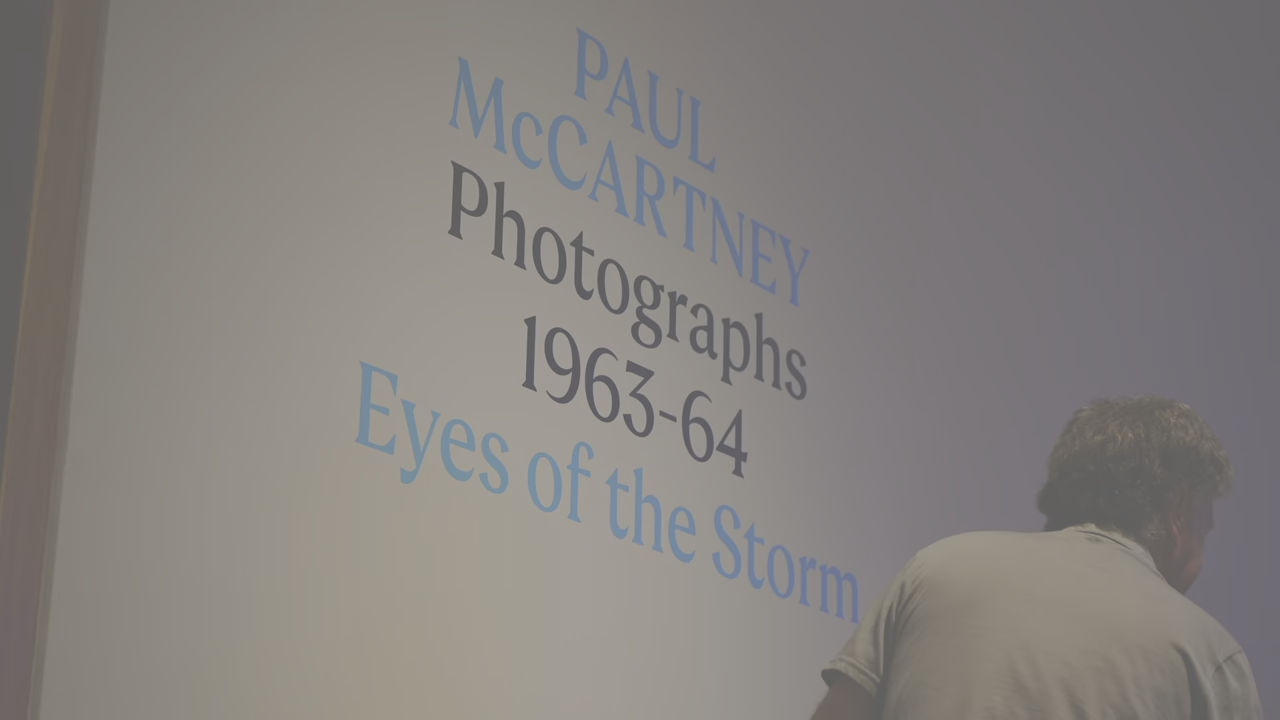 PAUL
McCARTNEY
Photographs
1963-64
Eyes of the Storm